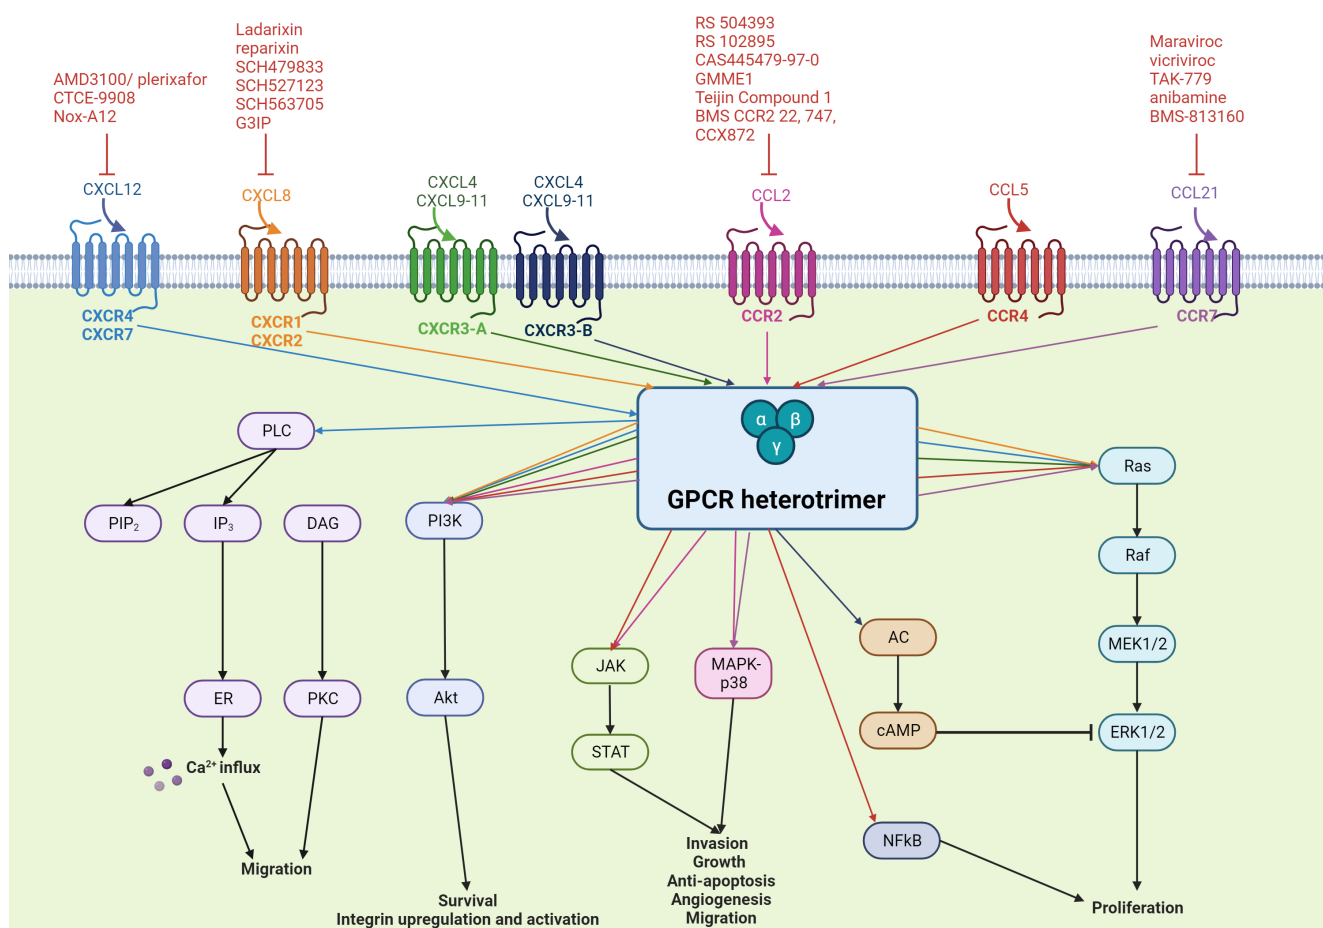 AMD3100/ plerixafor
CTCE-9908
Nox-A12
Ladarixin
reparixin
SCH479833
SCH527123
SCH563705
G3IP
RS 504393
RS 102895
CAS445479-97-0
GMME1
Teijin Compound 1
BMS CCR2 22, 747,
CCX872
Maraviroc
vicriviroc
TAK-779
anibamine
BMS-813160
CXCL12
CXCL8
CXCL4
CXCL9-11
CXCL4
CXCL9-11
CCL2
CCL5
CCL21
CXCR4
CXCR7
CXCR1
CXCR2
CXCR3-A
CXCR3-B
CCR2
CCR4
CCR7
α
β
γ
GPCR heterotrimer
PLC
PIP₂
IP₃
DAG
PI3K
Ras
Raf
MEK1/2
ERK1/2
JAK
MAPK-
p38
AC
cAMP
STAT
ER
PKC
Akt
Ca²⁺ influx
NFkB
Migration
Survival
Integrin upregulation and activation
Invasion
Growth
Anti-apoptosis
Angiogenesis
Migration
Proliferation